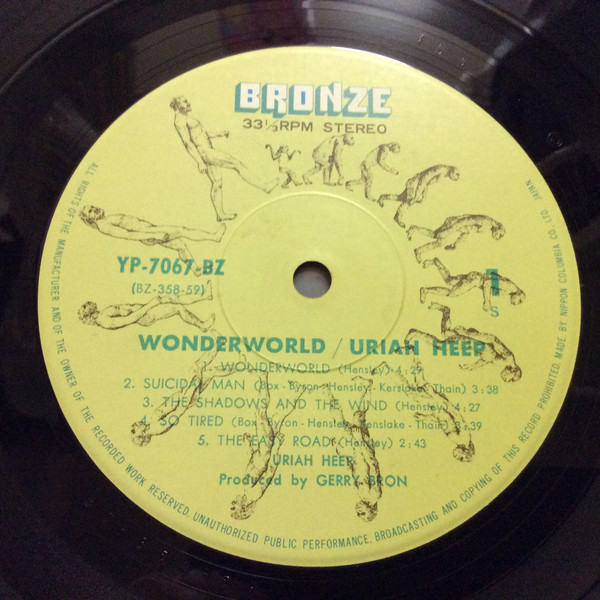 BRONZE
33⅓RPM STEREO
YP-7067-BZ
(BZ-358-59)
1
S
WONDERWORLD / URIAH HEEP
1. WONDERWORLD (Hensley) 4:29
2. SUICIDAL MAN (Box - Byron - Hensley - Kerslake - Thain) 3:38
3. THE SHADOWS AND THE WIND (Hensley) 4:27
4. SO TIRED (Box - Byron - Hensley - Kenslake - Thain) 3:39
5. THE EASY ROAD (Hensley) 2:43
URIAH HEEP
Produced by GERRY BRON
ALL RIGHTS OF THE MANUFACTURER AND OF THE OWNER OF THE RECORDED WORK RESERVED. UNAUTHORIZED PUBLIC PERFORMANCE, BROADCASTING AND COPYING OF THIS RECORD PROHIBITED. MADE BY NIPPON COLUMBIA CO., LTD. JAPAN.